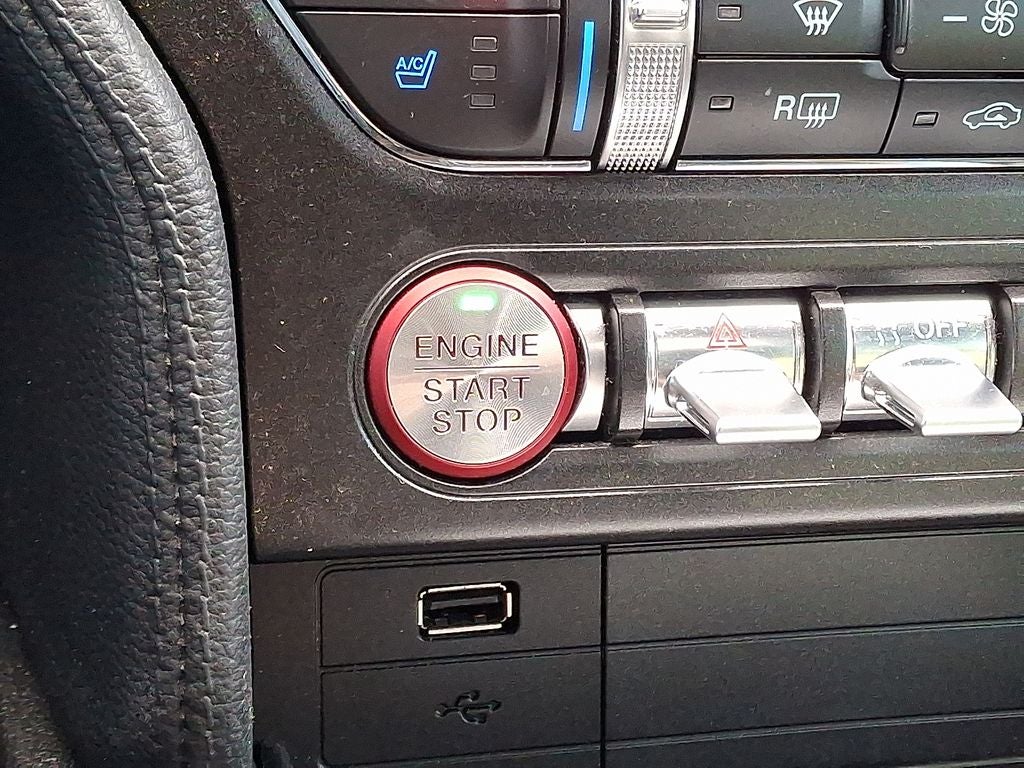 A/C
R
ENGINE
START
STOP
OFF